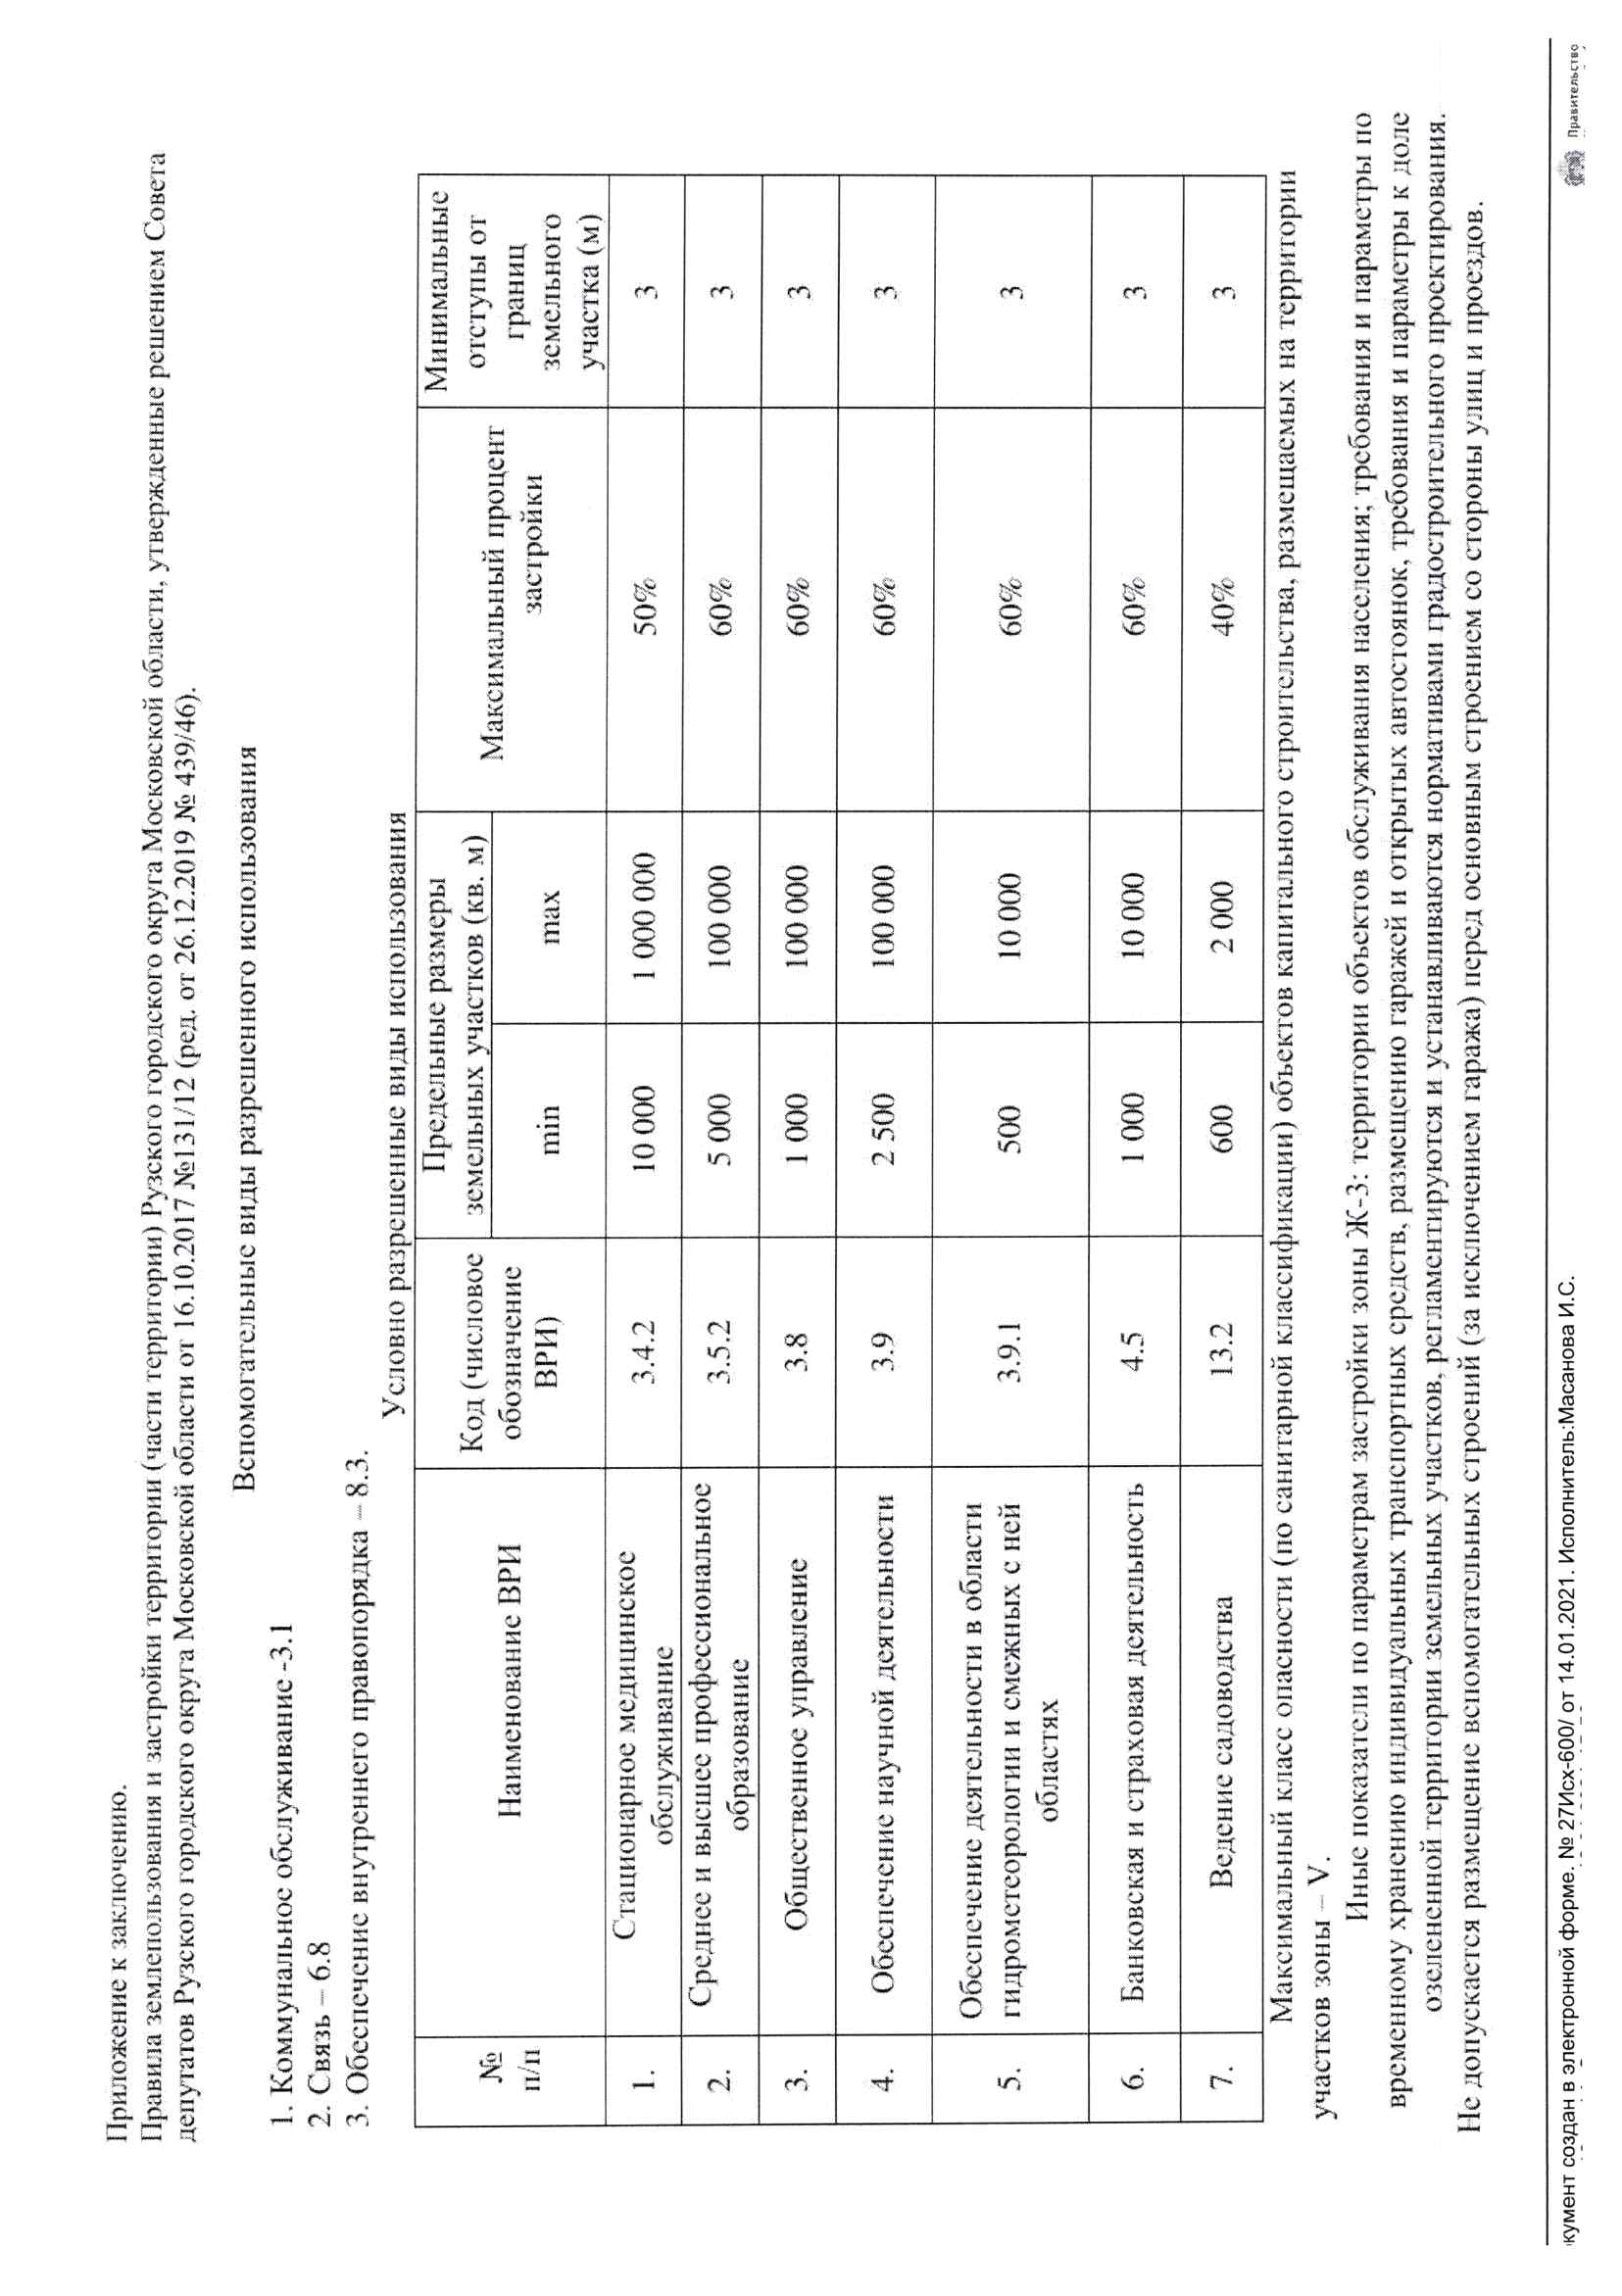 Приложение к заключению.
Правила землепользования и застройки территории (части территории) Рузского городского округа Московской области, утвержденные решением Совета
депутатов Рузского городского округа Московской области от 16.10.2017 №131/12 (ред. от 26.12.2019 № 439/46).
Вспомогательные виды разрешенного использования
1. Коммунальное обслуживание -3.1
2. Связь – 6.8
3. Обеспечение внутреннего правопорядка – 8.3.
Условно разрешенные виды использования
№ п/п Наименование ВРИ Код (числовое обозначение ВРИ) Предельные размеры земельных участков (кв. м) Максимальный процент застройки Минимальные отступы от границ земельного участка (м)
min max
1. Стационарное медицинское обслуживание 3.4.2 10 000 1 000 000 50% 3
2. Среднее и высшее профессиональное образование 3.5.2 5 000 100 000 60% 3
3. Общественное управление 3.8 1 000 100 000 60% 3
4. Обеспечение научной деятельности 3.9 2 500 100 000 60% 3
5. Обеспечение деятельности в области гидрометеорологии и смежных с ней областях 3.9.1 500 10 000 60% 3
6. Банковская и страховая деятельность 4.5 1 000 10 000 60% 3
7. Ведение садоводства 13.2 600 2 000 40% 3
Максимальный класс опасности (по санитарной классификации) объектов капитального строительства, размещаемых на территории
участков зоны – V.
Иные показатели по параметрам застройки зоны Ж-3: территории объектов обслуживания населения; требования и параметры по
временному хранению индивидуальных транспортных средств, размещению гаражей и открытых автостоянок, требования и параметры к доле
озелененной территории земельных участков, регламентируются и устанавливаются нормативами градостроительного проектирования.
Не допускается размещение вспомогательных строений (за исключением гаража) перед основным строением со стороны улиц и проездов.
кумент создан в электронной форме. № 27Исх-600/ от 14.01.2021. Исполнитель:Масанова И.С.
Правительство